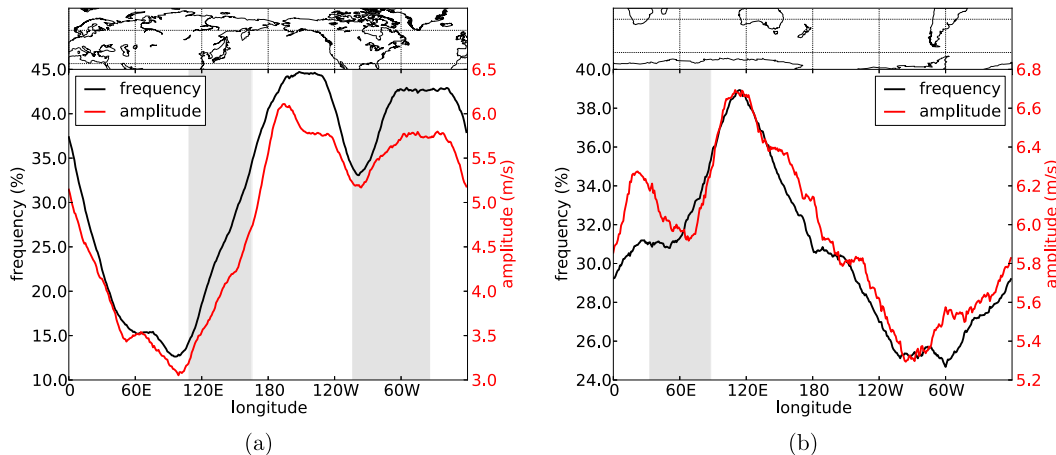 45.0
40.0
35.0
30.0
25.0
20.0
15.0
10.0
frequency (%)
frequency
amplitude
6.5
6.0
5.5
5.0
4.5
4.0
3.5
3.0
amplitude (m/s)
0 60E 120E 180 120W 60W
longitude
(a)
40.0
38.0
36.0
34.0
32.0
30.0
28.0
26.0
24.0
frequency (%)
frequency
amplitude
6.8
6.6
6.4
6.2
6.0
5.8
5.6
5.4
5.2
amplitude (m/s)
0 60E 120E 180 120W 60W
longitude
(b)